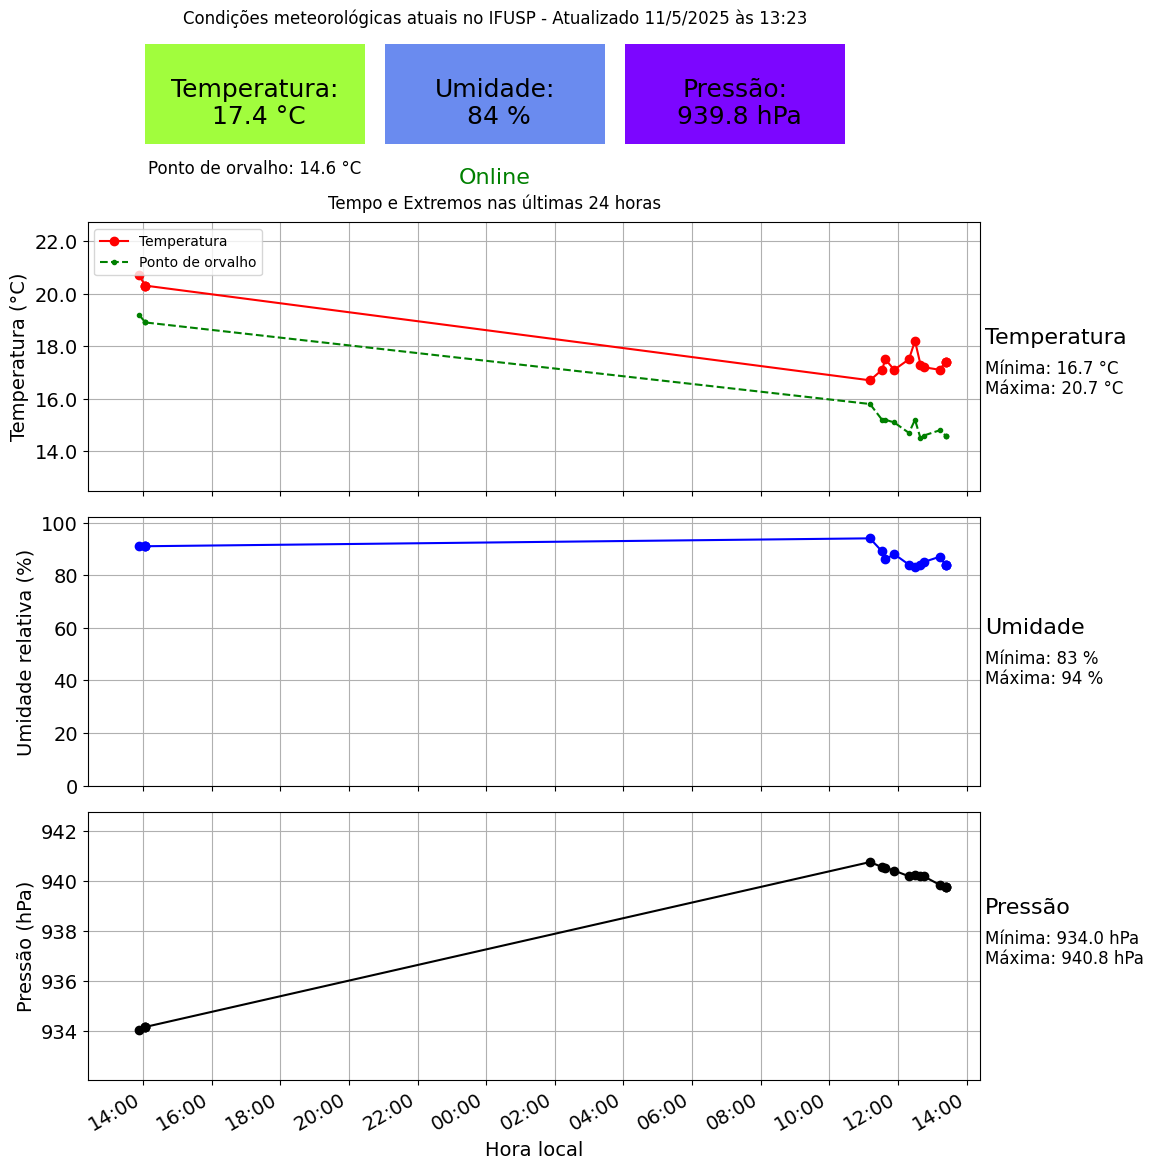 Condições meteorológicas atuais no IFUSP - Atualizado 11/5/2025 às 13:23
Temperatura:
17.4 °C
Umidade:
84 %
Pressão:
939.8 hPa
Ponto de orvalho: 14.6 °C
Online
Tempo e Extremos nas últimas 24 horas
Temperatura
Ponto de orvalho
Temperatura (°C)
22.0
20.0
18.0
16.0
14.0
Temperatura
Mínima: 16.7 °C
Máxima: 20.7 °C
Umidade relativa (%)
100
80
60
40
20
0
Umidade
Mínima: 83 %
Máxima: 94 %
Pressão (hPa)
942
940
938
936
934
Pressão
Mínima: 934.0 hPa
Máxima: 940.8 hPa
14:00 16:00 18:00 20:00 22:00 00:00 02:00 04:00 06:00 08:00 10:00 12:00 14:00
Hora local